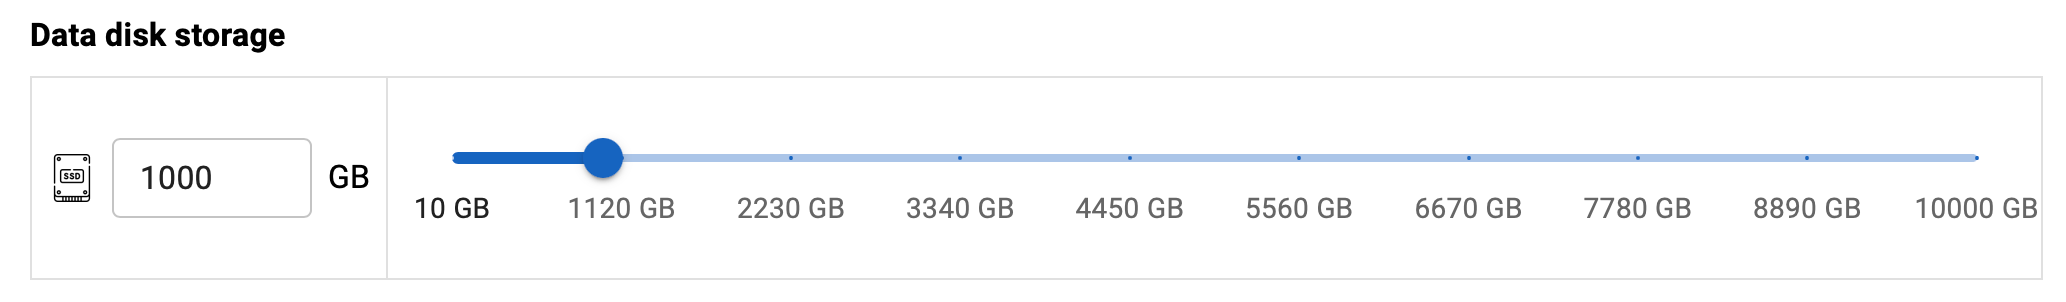 Data disk storage
SSD
1000 GB
10 GB 1120 GB 2230 GB 3340 GB 4450 GB 5560 GB 6670 GB 7780 GB 8890 GB 10000 GB